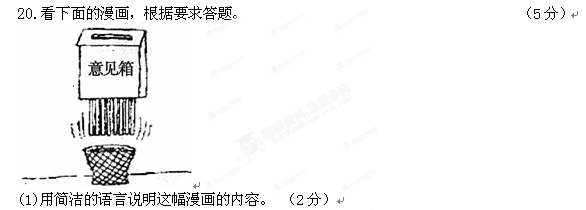 20.看下面的漫画，根据要求答题。 （5分）
意见箱
(1)用简洁的语言说明这幅漫画的内容。 （2分）